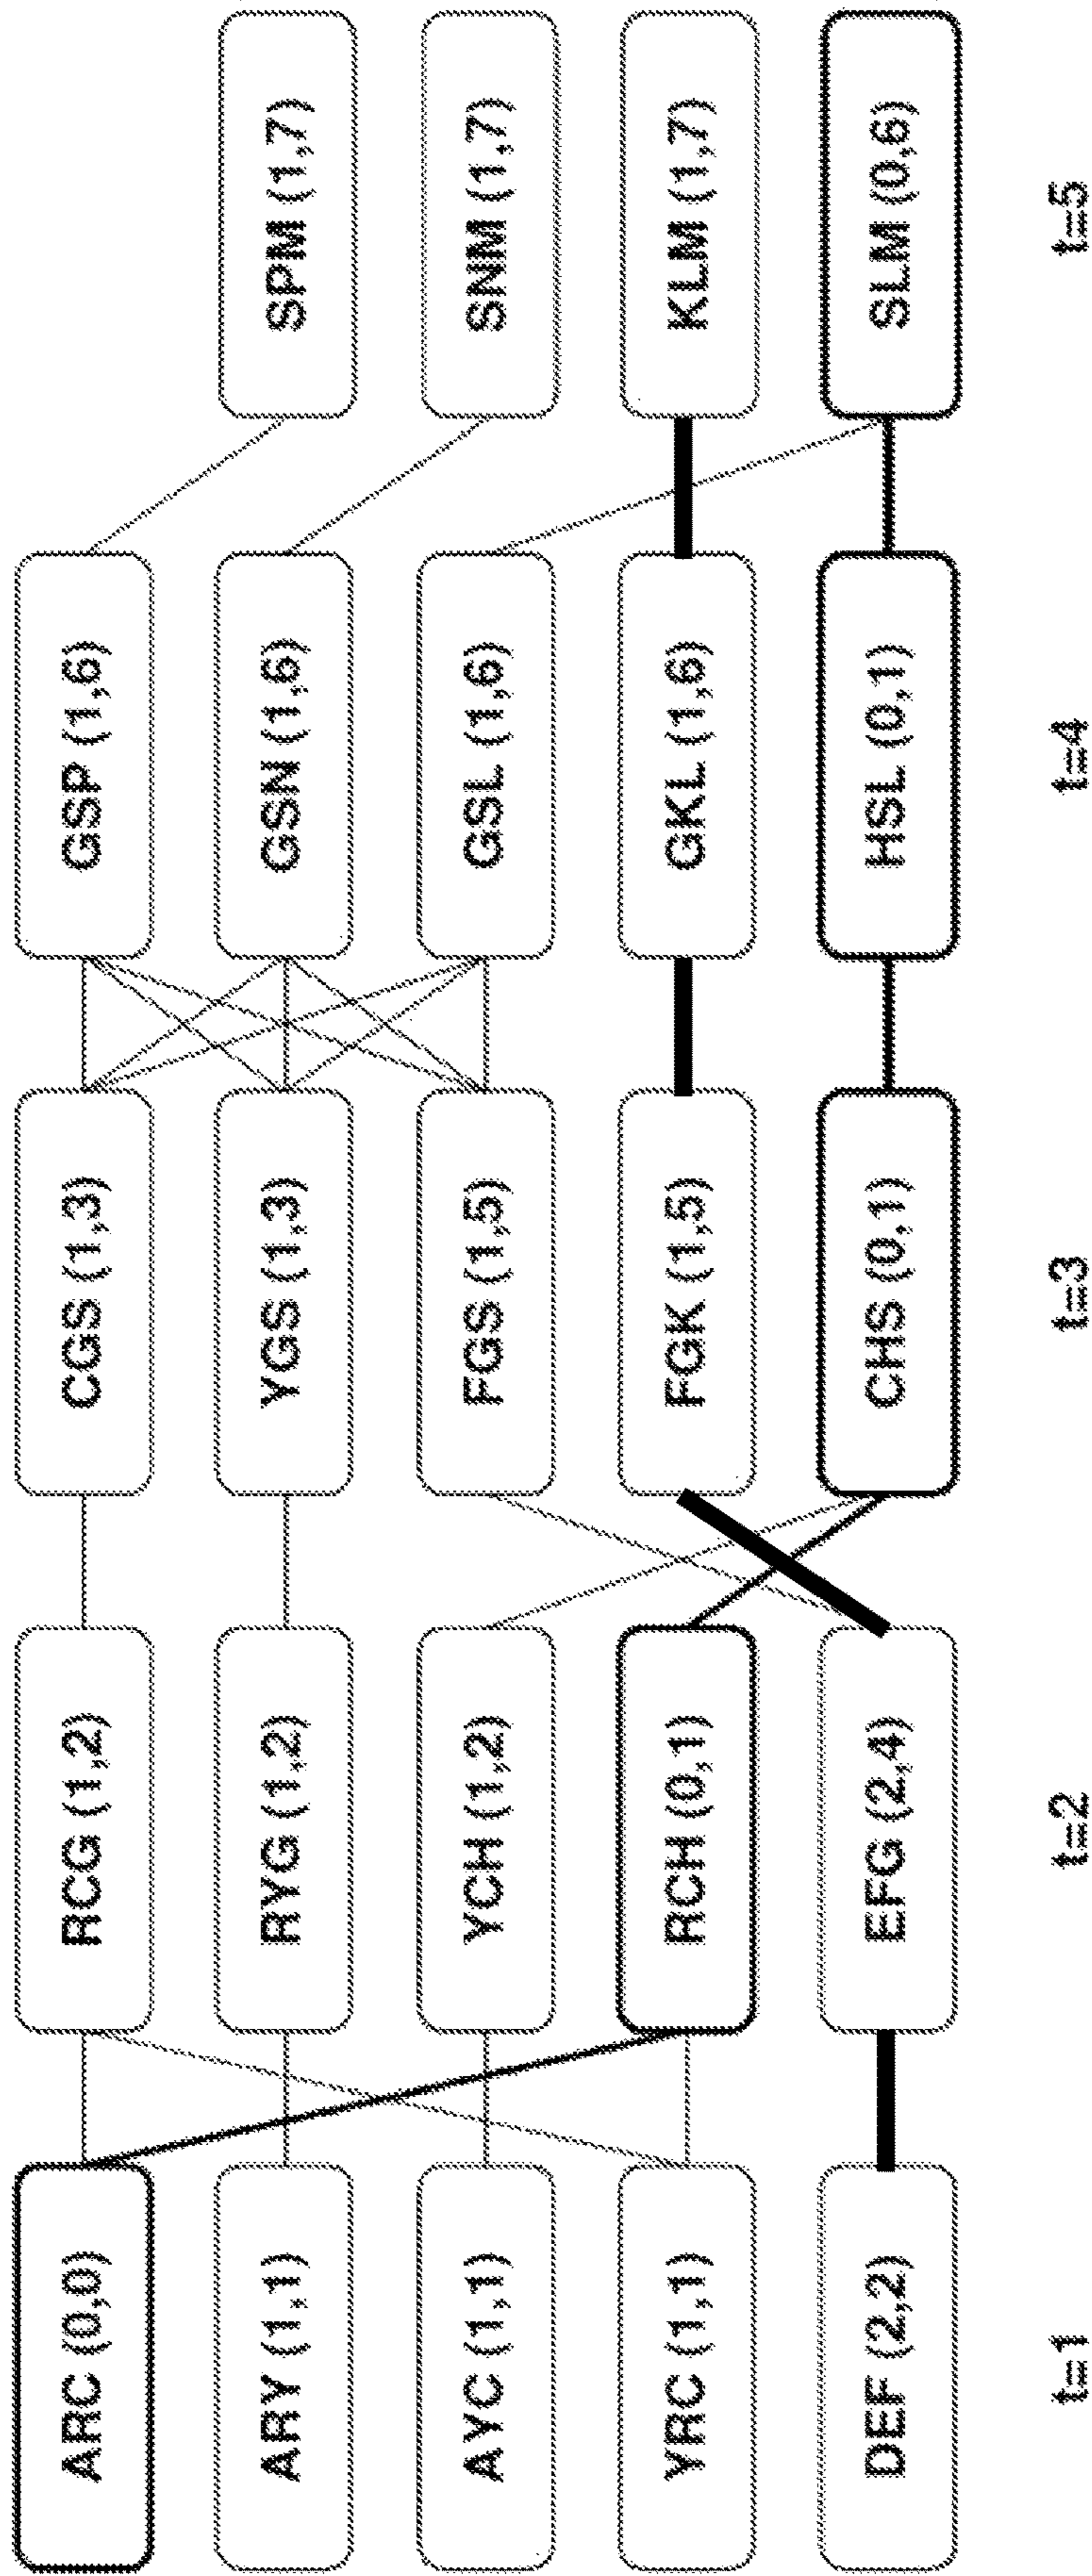 ARC (0,0)
ARY (1,1)
AYC (1,1)
YRC (1,1)
DEF (2,2)
t=1
RCG (1,2)
RYG (1,2)
YCH (1,2)
RCH (0,1)
EFG (2,4)
t=2
CGS (1,3)
YGS (1,3)
FGS (1,5)
FGK (1,5)
CHS (0,1)
t=3
GSP (1,6)
GSN (1,6)
GSL (1,6)
GKL (1,6)
HSL (0,1)
t=4
SPM (1,7)
SNM (1,7)
KLM (1,7)
SLM (0,6)
t=5